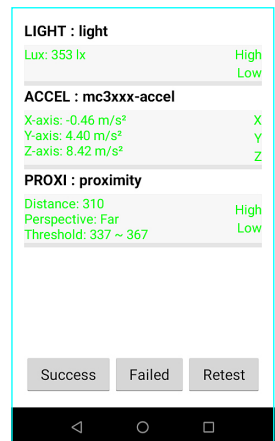 LIGHT : light
Lux: 353 lx
High
Low
ACCEL : mc3xxx-accel
X-axis: -0.46 m/s²
X
Y-axis: 4.40 m/s²
Y
Z-axis: 8.42 m/s²
Z
PROXI : proximity
Distance: 310
High
Perspective: Far
Low
Threshold: 337 ~ 367
Success
Failed
Retest